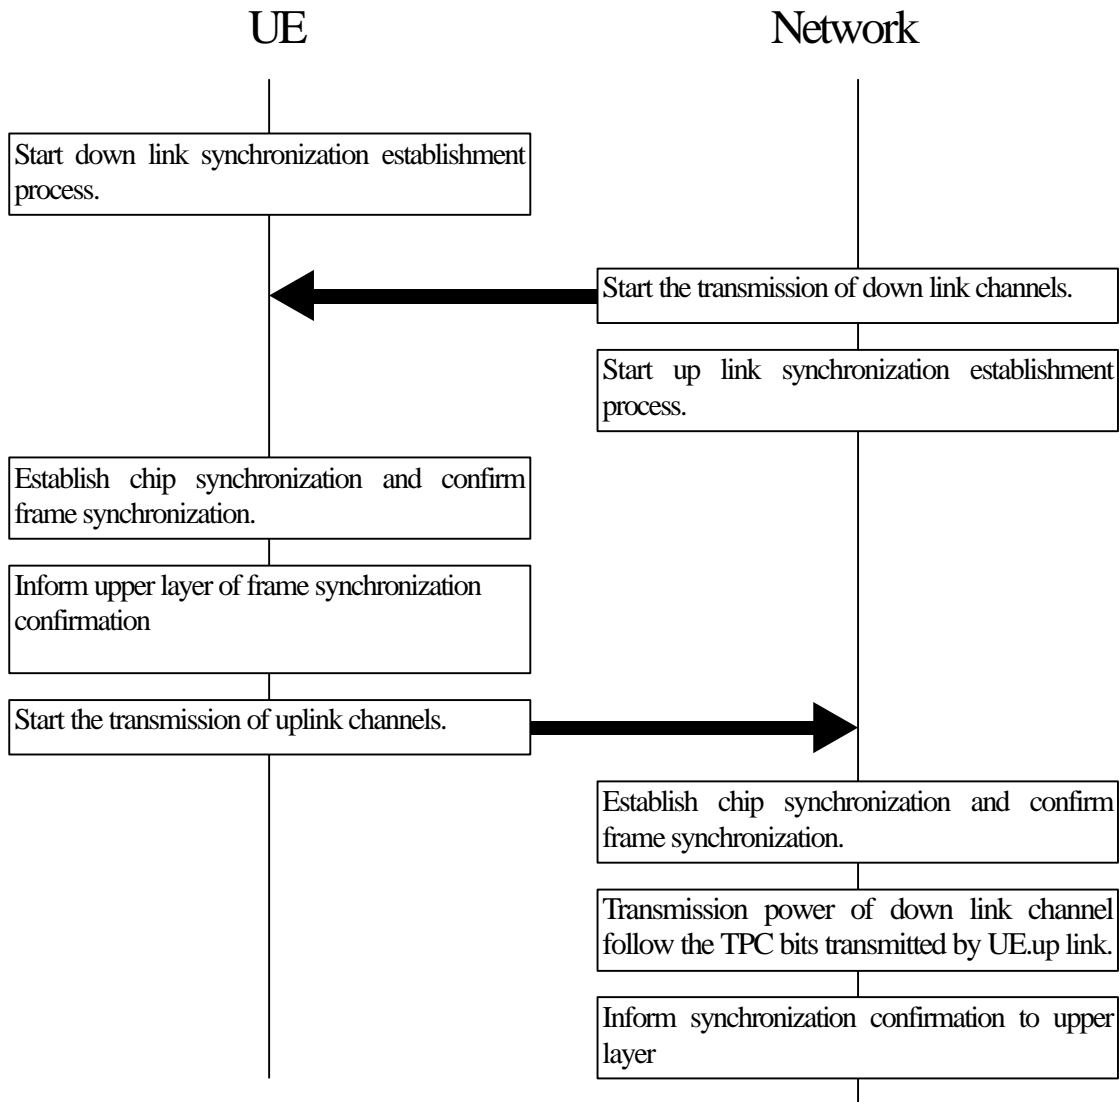 UE
Network
Start down link synchronization establishment
process.
Start the transmission of down link channels.
Start up link synchronization establishment
process.
Establish chip synchronization and confirm
frame synchronization.
Inform upper layer of frame synchronization
confirmation
Start the transmission of uplink channels.
Establish chip synchronization and confirm
frame synchronization.
Transmission power of down link channel
follow the TPC bits transmitted by UE.up link.
Inform synchronization confirmation to upper
layer